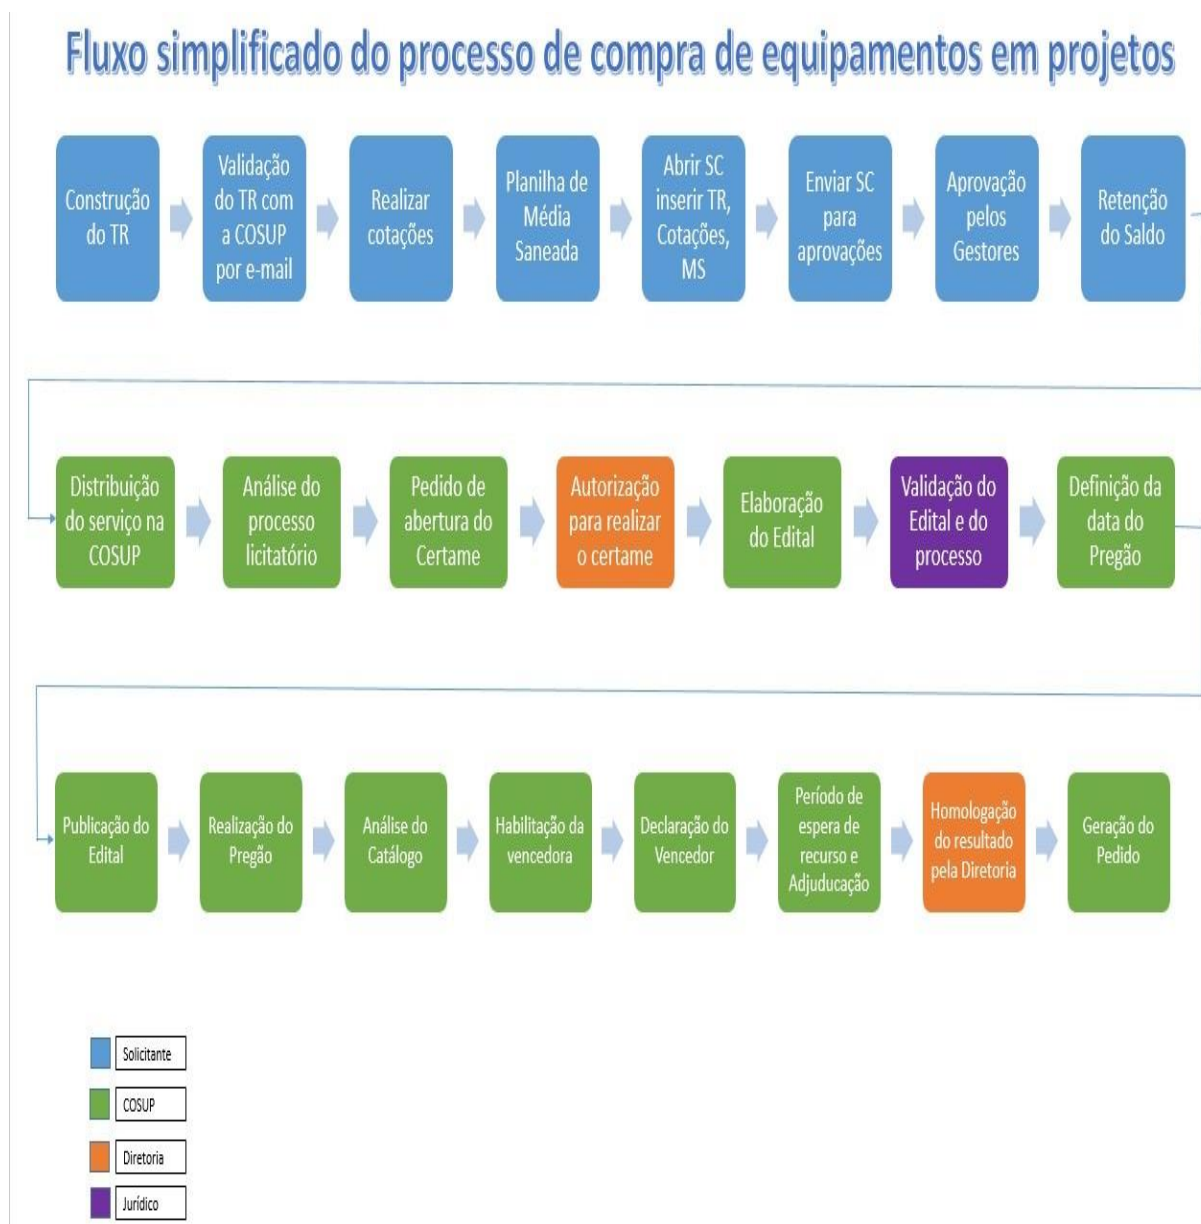 Fluxo simplificado do processo de compra de equipamentos em projetos
Construção
do TR
Validação
do TR com
a COSUP
por e-mail
Realizar
cotações
Planilha de
Média
Saneada
Abrir SC
inserir TR,
Cotações,
MS
Enviar SC
para
aprovações
Aprovação
pelos
Gestores
Retenção
do Saldo
Distribuição
do serviço na
COSUP
Análise do
processo
licitatório
Pedido de
abertura do
Certame
Autorização
para realizar
o certame
Elaboração
do Edital
Validação do
Edital e do
processo
Definição da
data do
Pregão
Publicação do
Edital
Realização do
Pregão
Análise do
Catálogo
Habilitação da
vencedora
Declaração do
Vencedor
Período de
espera de
recurso e
Adjuducação
Homologação
do resultado
pela Diretoria
Geração do
Pedido
Solicitante
COSUP
Diretoria
Jurídico